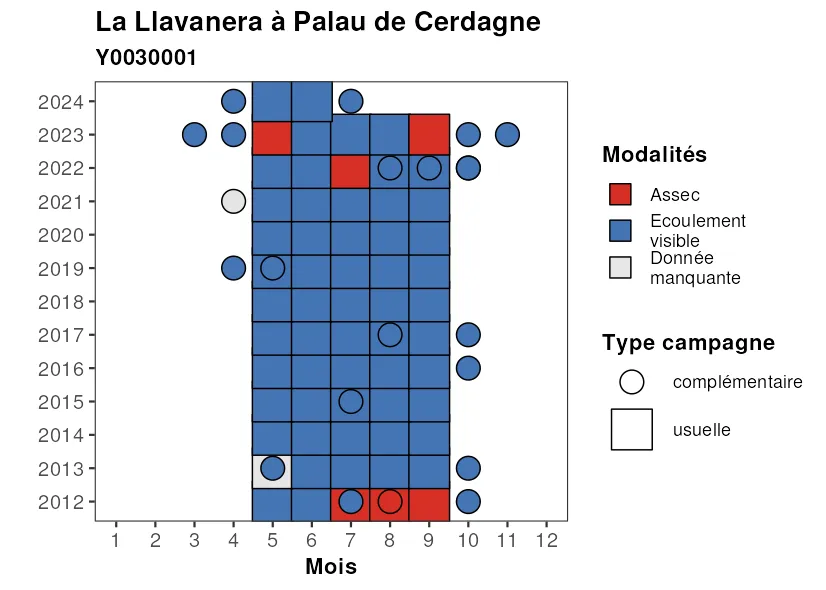 La Llavanera à Palau de Cerdagne
Y0030001
2024
2023
2022
2021
2020
2019
2018
2017
2016
2015
2014
2013
2012
1 2 3 4 5 6 7 8 9 10 11 12
Mois
Modalités
Assec
Ecoulement
visible
Donnée
manquante
Type campagne
complémentaire
usuelle